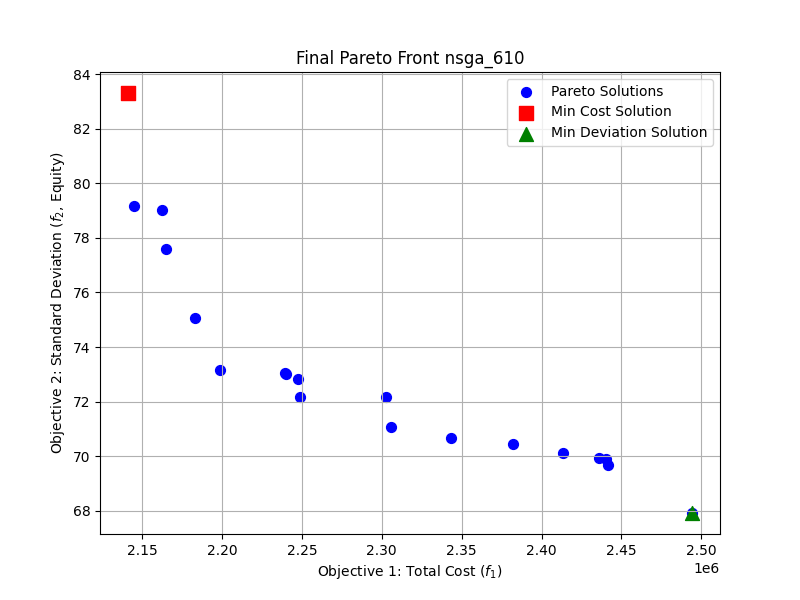 Final Pareto Front nsga_610
Pareto Solutions
Min Cost Solution
Min Deviation Solution
Objective 2: Standard Deviation (f₂, Equity)
84
82
80
78
76
74
72
70
68
2.15 2.20 2.25 2.30 2.35 2.40 2.45 2.50
1e6
Objective 1: Total Cost (f₁)